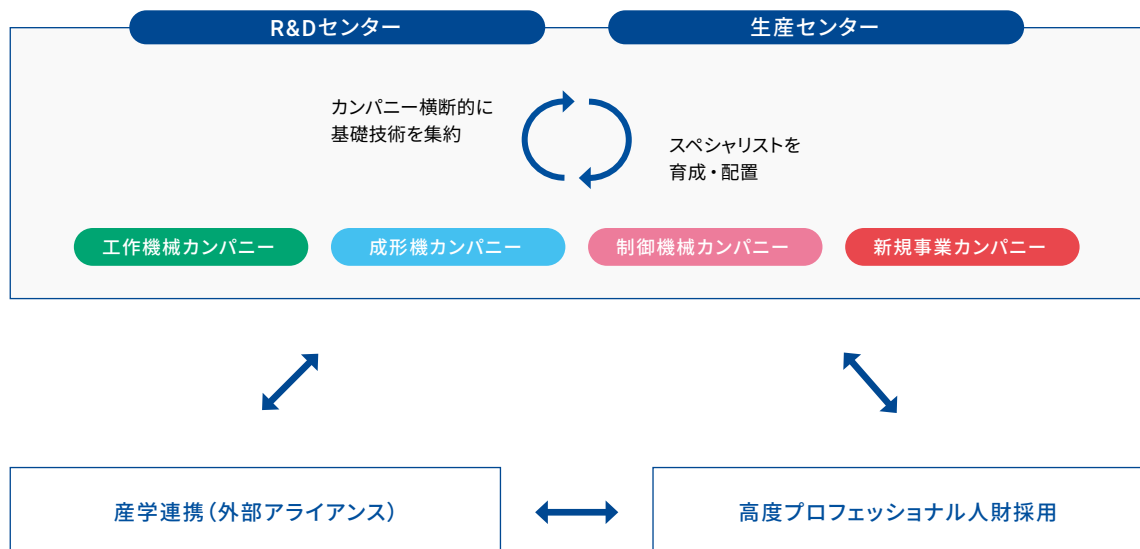 R&Dセンター
生産センター
カンパニー横断的に
基礎技術を集約
スペシャリストを
育成・配置
工作機械カンパニー
成形機カンパニー
制御機械カンパニー
新規事業カンパニー
産学連携(外部アライアンス)
高度プロフェッショナル人財採用